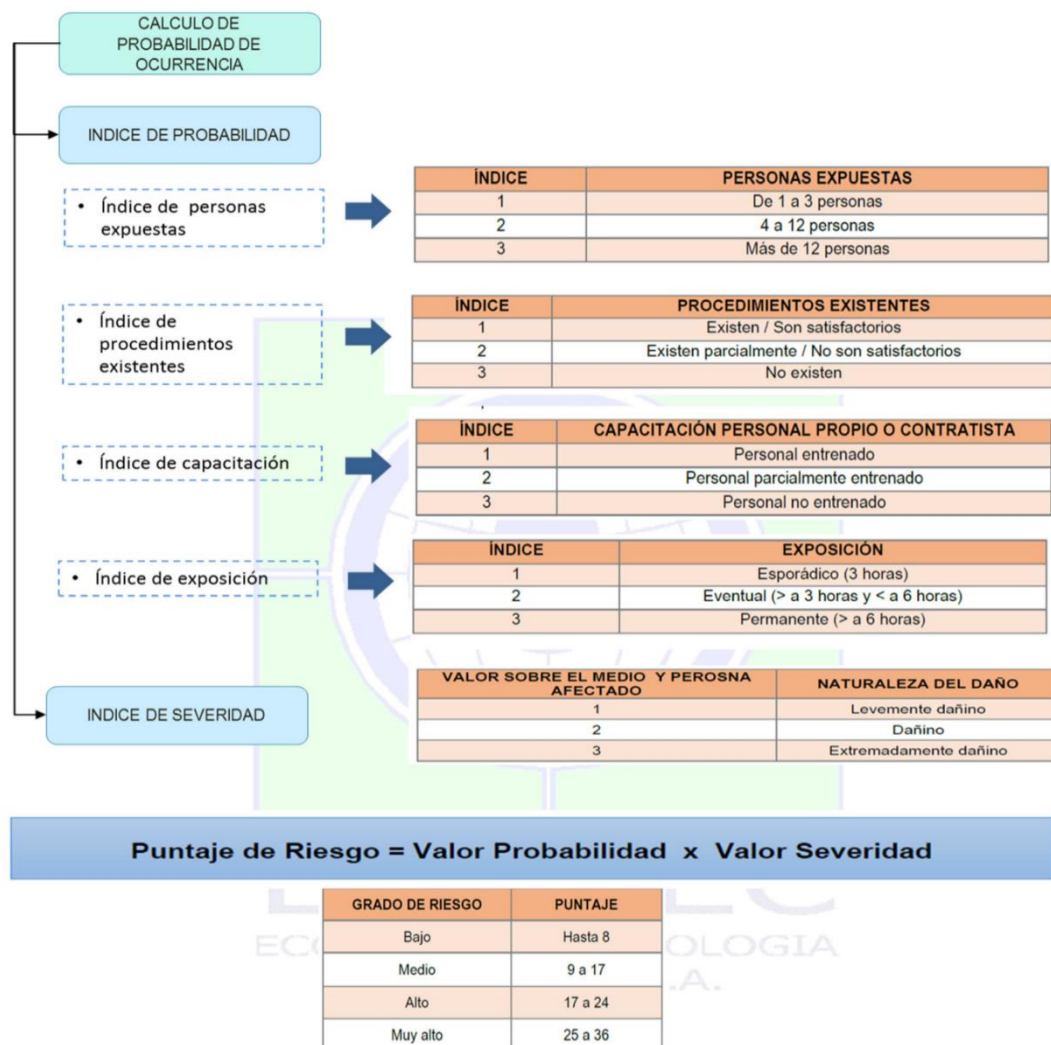 CALCULO DE
PROBABILIDAD DE
OCURRENCIA
INDICE DE PROBABILIDAD
• Índice de personas
expuestas
ÍNDICE PERSONAS EXPUESTAS
1 De 1 a 3 personas
2 4 a 12 personas
3 Más de 12 personas
• Índice de
procedimientos
existentes
ÍNDICE PROCEDIMIENTOS EXISTENTES
1 Existen / Son satisfactorios
2 Existen parcialmente / No son satisfactorios
3 No existen
• Índice de capacitación
ÍNDICE CAPACITACIÓN PERSONAL PROPIO O CONTRATISTA
1 Personal entrenado
2 Personal parcialmente entrenado
3 Personal no entrenado
• Índice de exposición
ÍNDICE EXPOSICIÓN
1 Esporádico (3 horas)
2 Eventual (> a 3 horas y < a 6 horas)
3 Permanente (> a 6 horas)
INDICE DE SEVERIDAD
VALOR SOBRE EL MEDIO Y PEROSNA
AFECTADO
NATURALEZA DEL DAÑO
1 Levemente dañino
2 Dañino
3 Extremadamente dañino
Puntaje de Riesgo = Valor Probabilidad x Valor Severidad
GRADO DE RIESGO PUNTAJE
Bajo Hasta 8
Medio 9 a 17
Alto 17 a 24
Muy alto 25 a 36